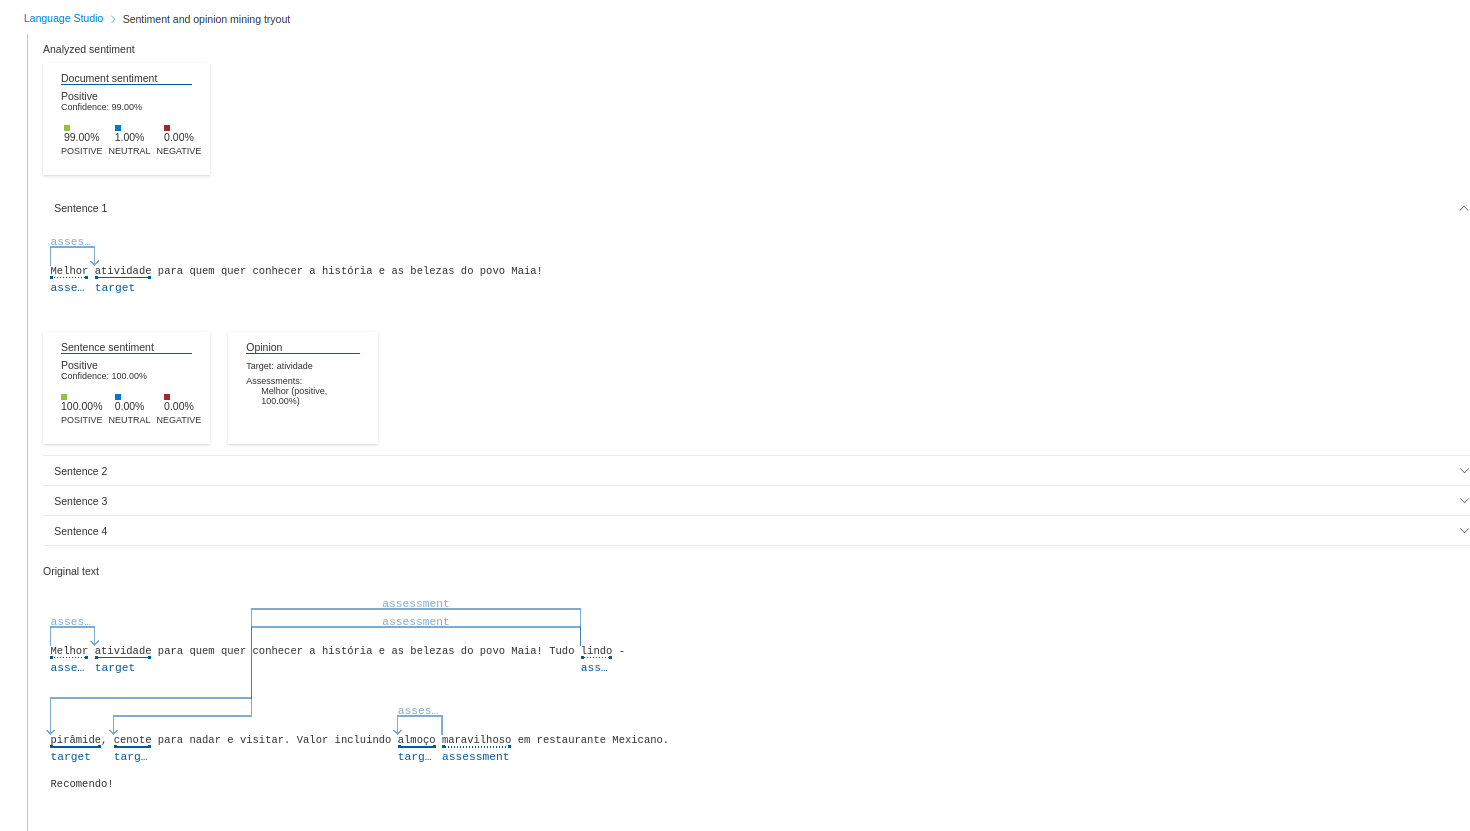 Language Studio > Sentiment and opinion mining tryout
Analyzed sentiment
Document sentiment
Positive
Confidence: 99.00%
99.00% 1.00% 0.00%
POSITIVE NEUTRAL NEGATIVE
Sentence 1
asses…
Melhor atividade para quem quer conhecer a história e as belezas do povo Maia!
asse… target
Sentence sentiment
Positive
Confidence: 100.00%
100.00% 0.00% 0.00%
POSITIVE NEUTRAL NEGATIVE
Opinion
Target: atividade
Assessments:
Melhor (positive,
100.00%)
Sentence 2
Sentence 3
Sentence 4
Original text
assessment
asses… assessment
Melhor atividade para quem quer conhecer a história e as belezas do povo Maia! Tudo lindo -
asse… target ass…
asses…
pirâmide, cenote para nadar e visitar. Valor incluindo almoço maravilhoso em restaurante Mexicano.
target targ… targ… assessment
Recomendo!